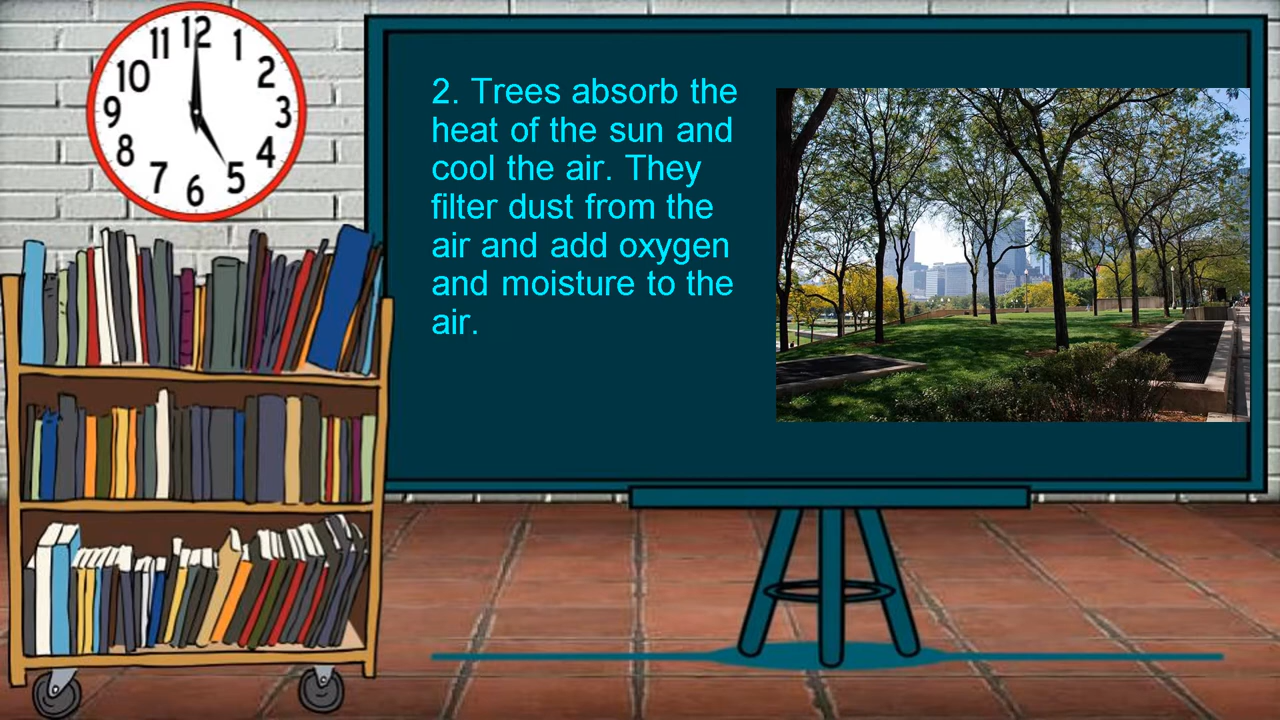 12
11 1
10 2
9 3
8 4
7 5
6
2. Trees absorb the
heat of the sun and
cool the air. They
filter dust from the
air and add oxygen
and moisture to the
air.